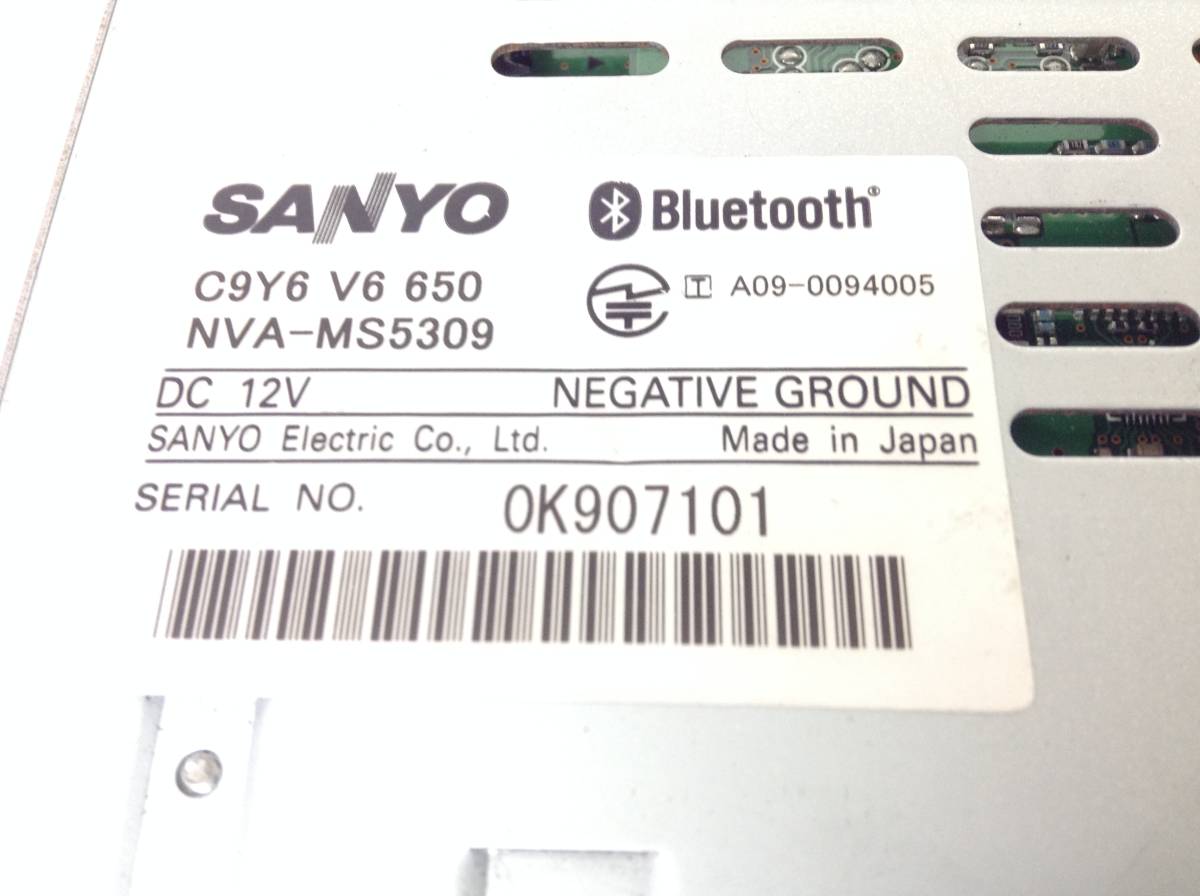 SANYO
Bluetooth®
C9Y6 V6 650
NVA-MS5309
T A09-0094005
DC 12V NEGATIVE GROUND
SANYO Electric Co., Ltd. Made in Japan
SERIAL NO. 0K907101